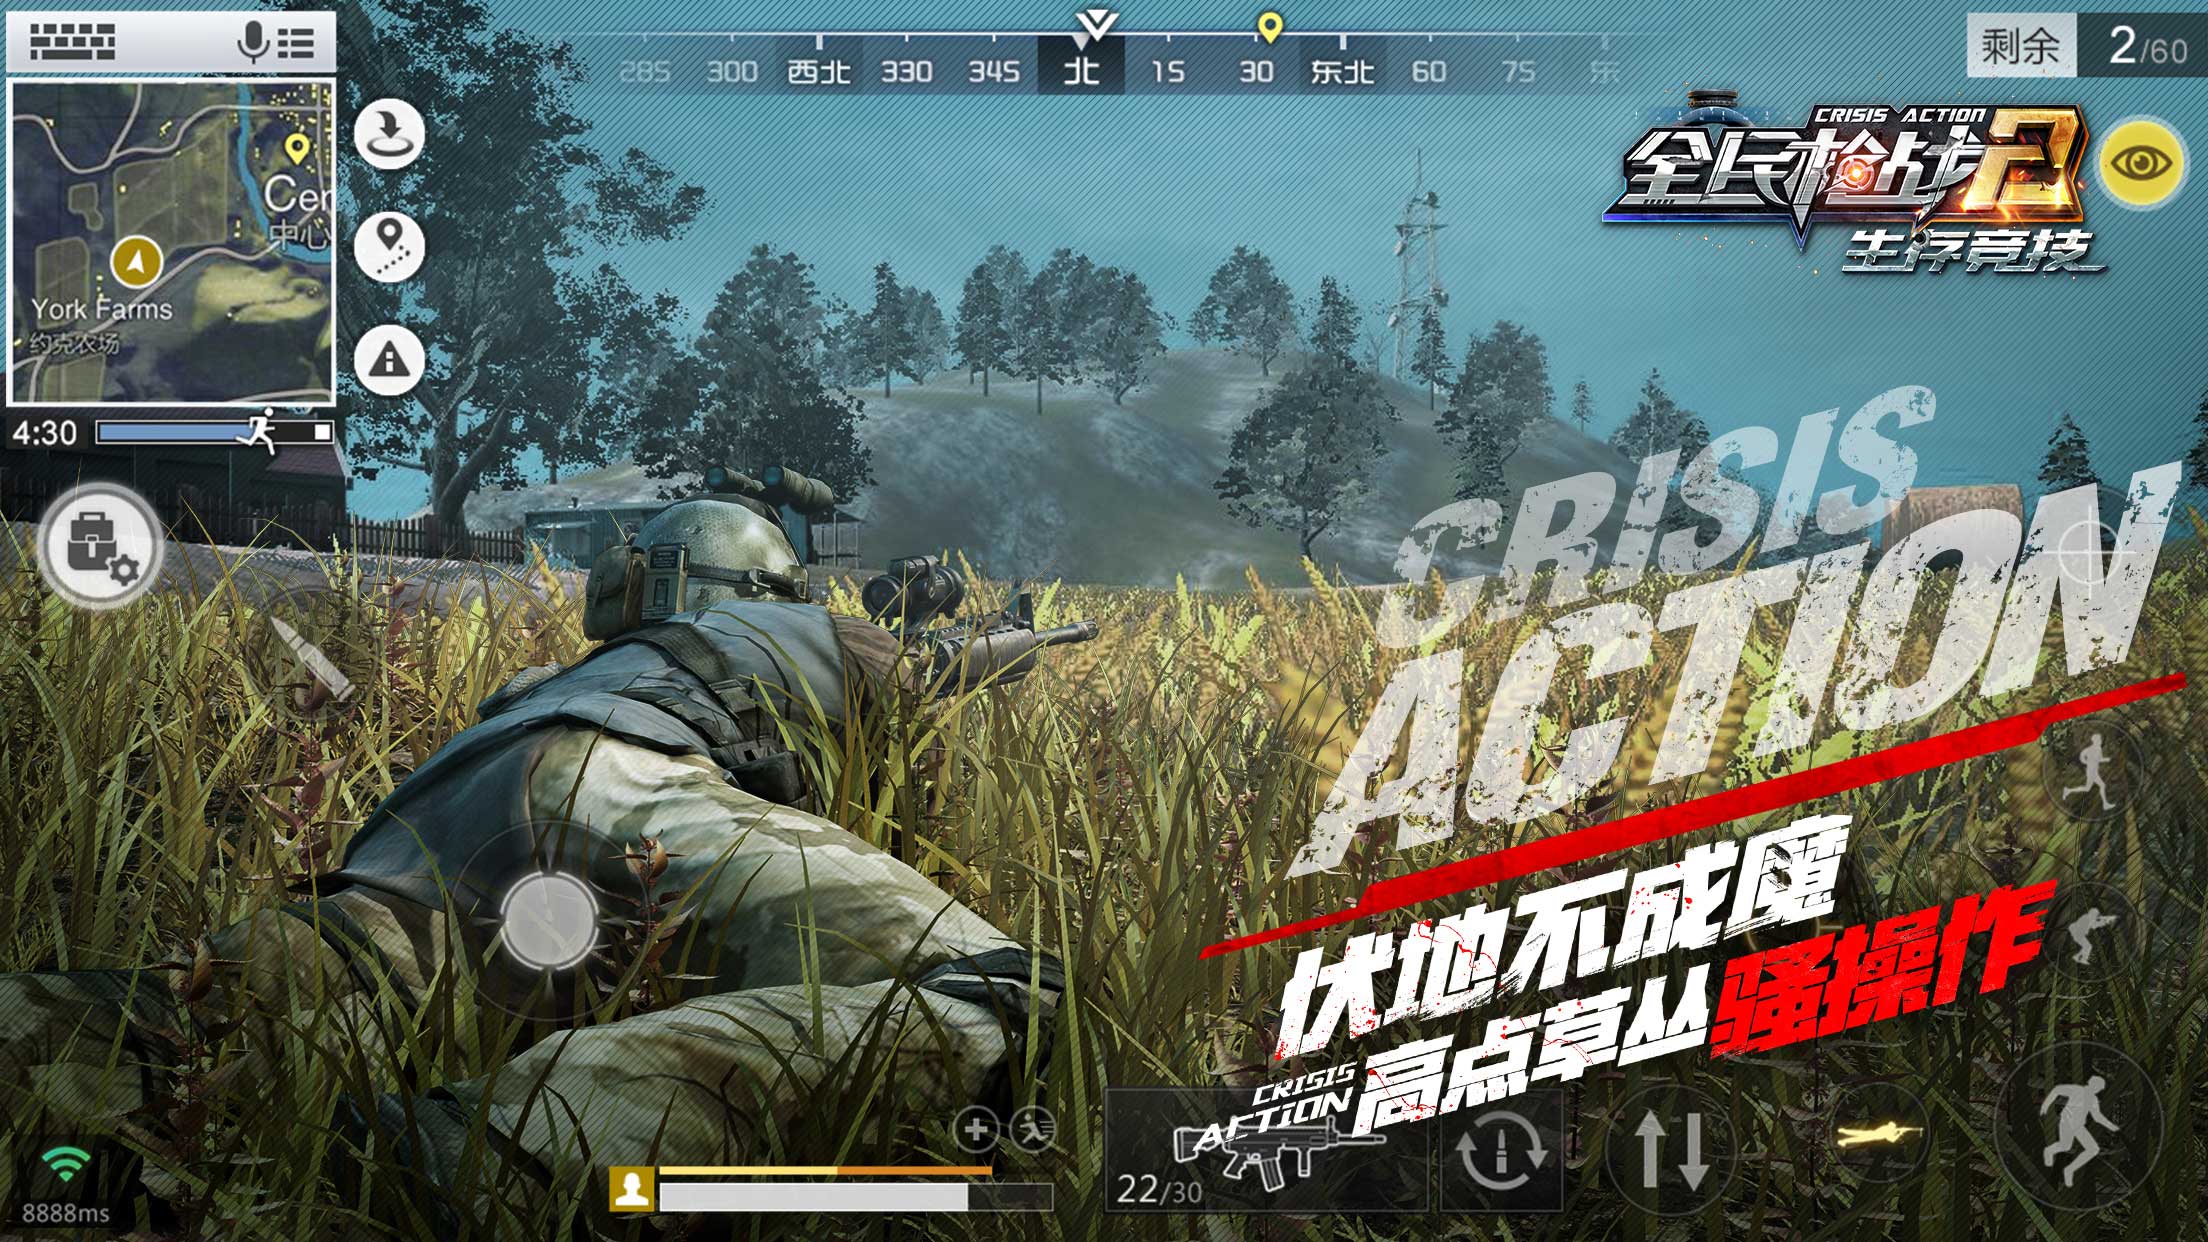 285 300 西北 330 345 北 15 30 东北 60 75 东
剩余 2/60
CRISIS ACTION
全民枪战2
生存竞技
Cen
中心
York Farms
约克农场
4:30
CRISIS
ACTION
伏地不成魔
高点草丛骚操作
CRISIS
ACTION
22/30
8888ms